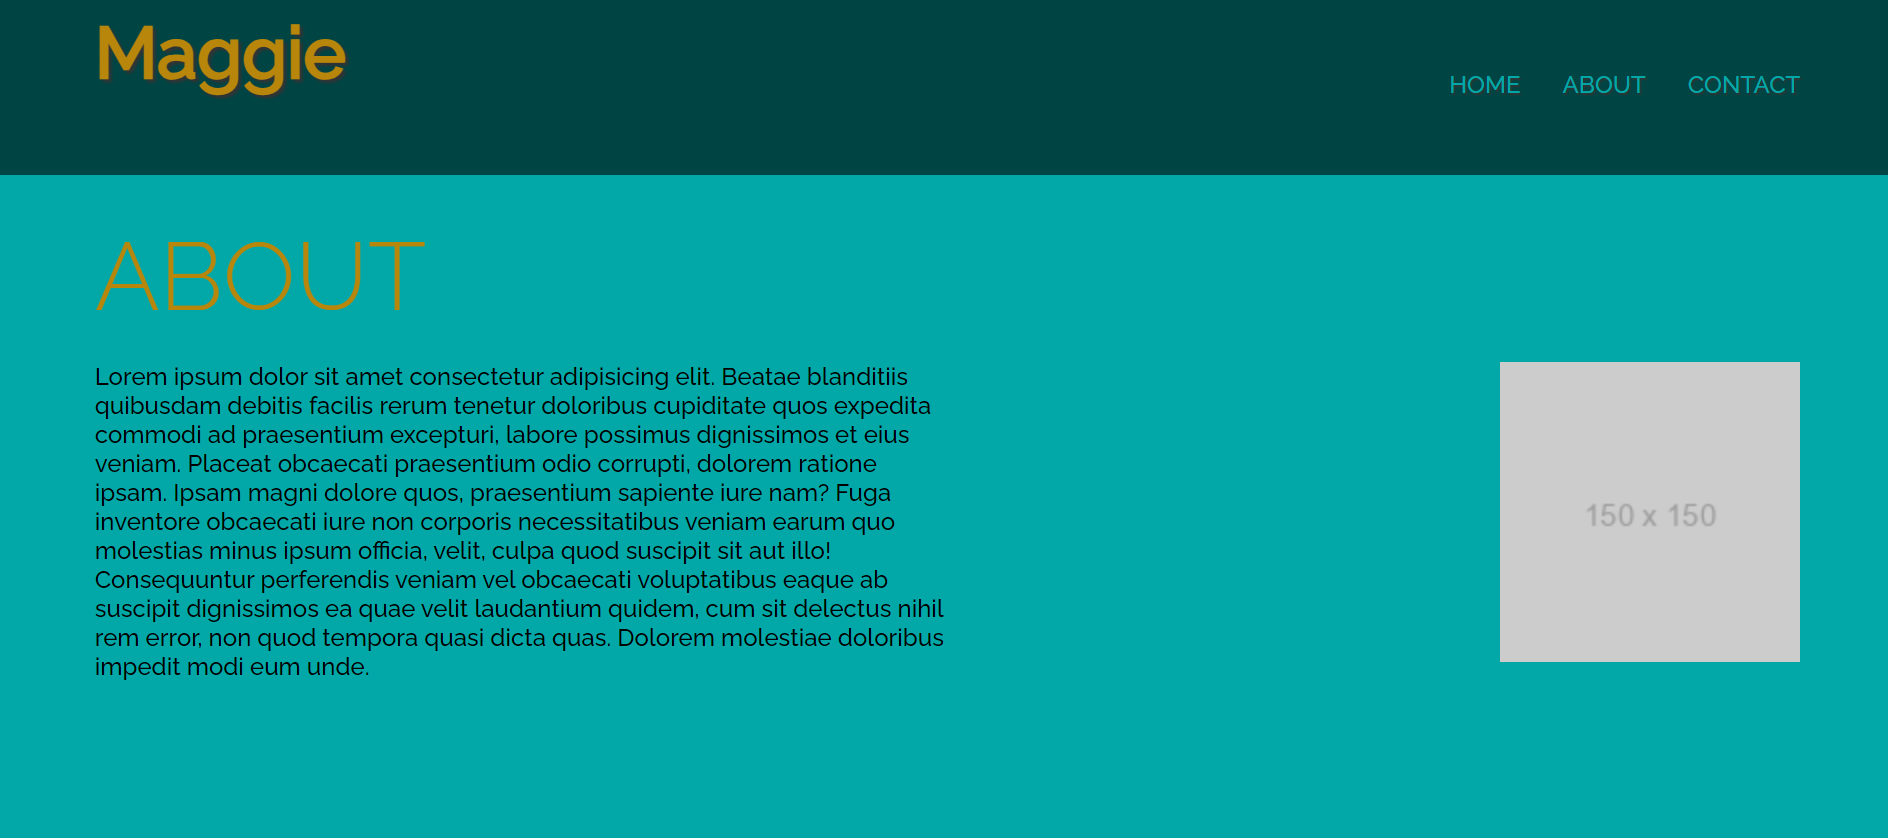 Maggie
HOME ABOUT CONTACT
ABOUT
Lorem ipsum dolor sit amet consectetur adipisicing elit. Beatae blanditiis
quibusdam debitis facilis rerum tenetur doloribus cupiditate quos expedita
commodi ad praesentium excepturi, labore possimus dignissimos et eius
veniam. Placeat obcaecati praesentium odio corrupti, dolorem ratione
ipsam. Ipsam magni dolore quos, praesentium sapiente iure nam? Fuga
inventore obcaecati iure non corporis necessitatibus veniam earum quo
molestias minus ipsum officia, velit, culpa quod suscipit sit aut illo!
Consequuntur perferendis veniam vel obcaecati voluptatibus eaque ab
suscipit dignissimos ea quae velit laudantium quidem, cum sit delectus nihil
rem error, non quod tempora quasi dicta quas. Dolorem molestiae doloribus
impedit modi eum unde.
150 x 150